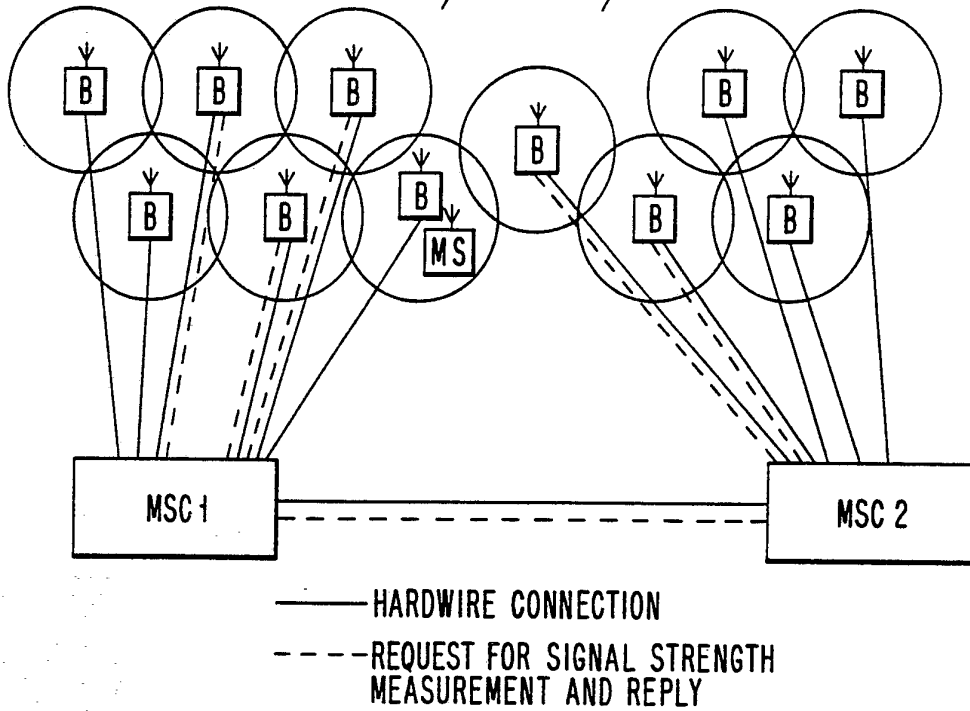 B B B B B
B
B B B B B
MS
MSC 1 MSC 2
HARDWIRE CONNECTION
REQUEST FOR SIGNAL STRENGTH
MEASUREMENT AND REPLY